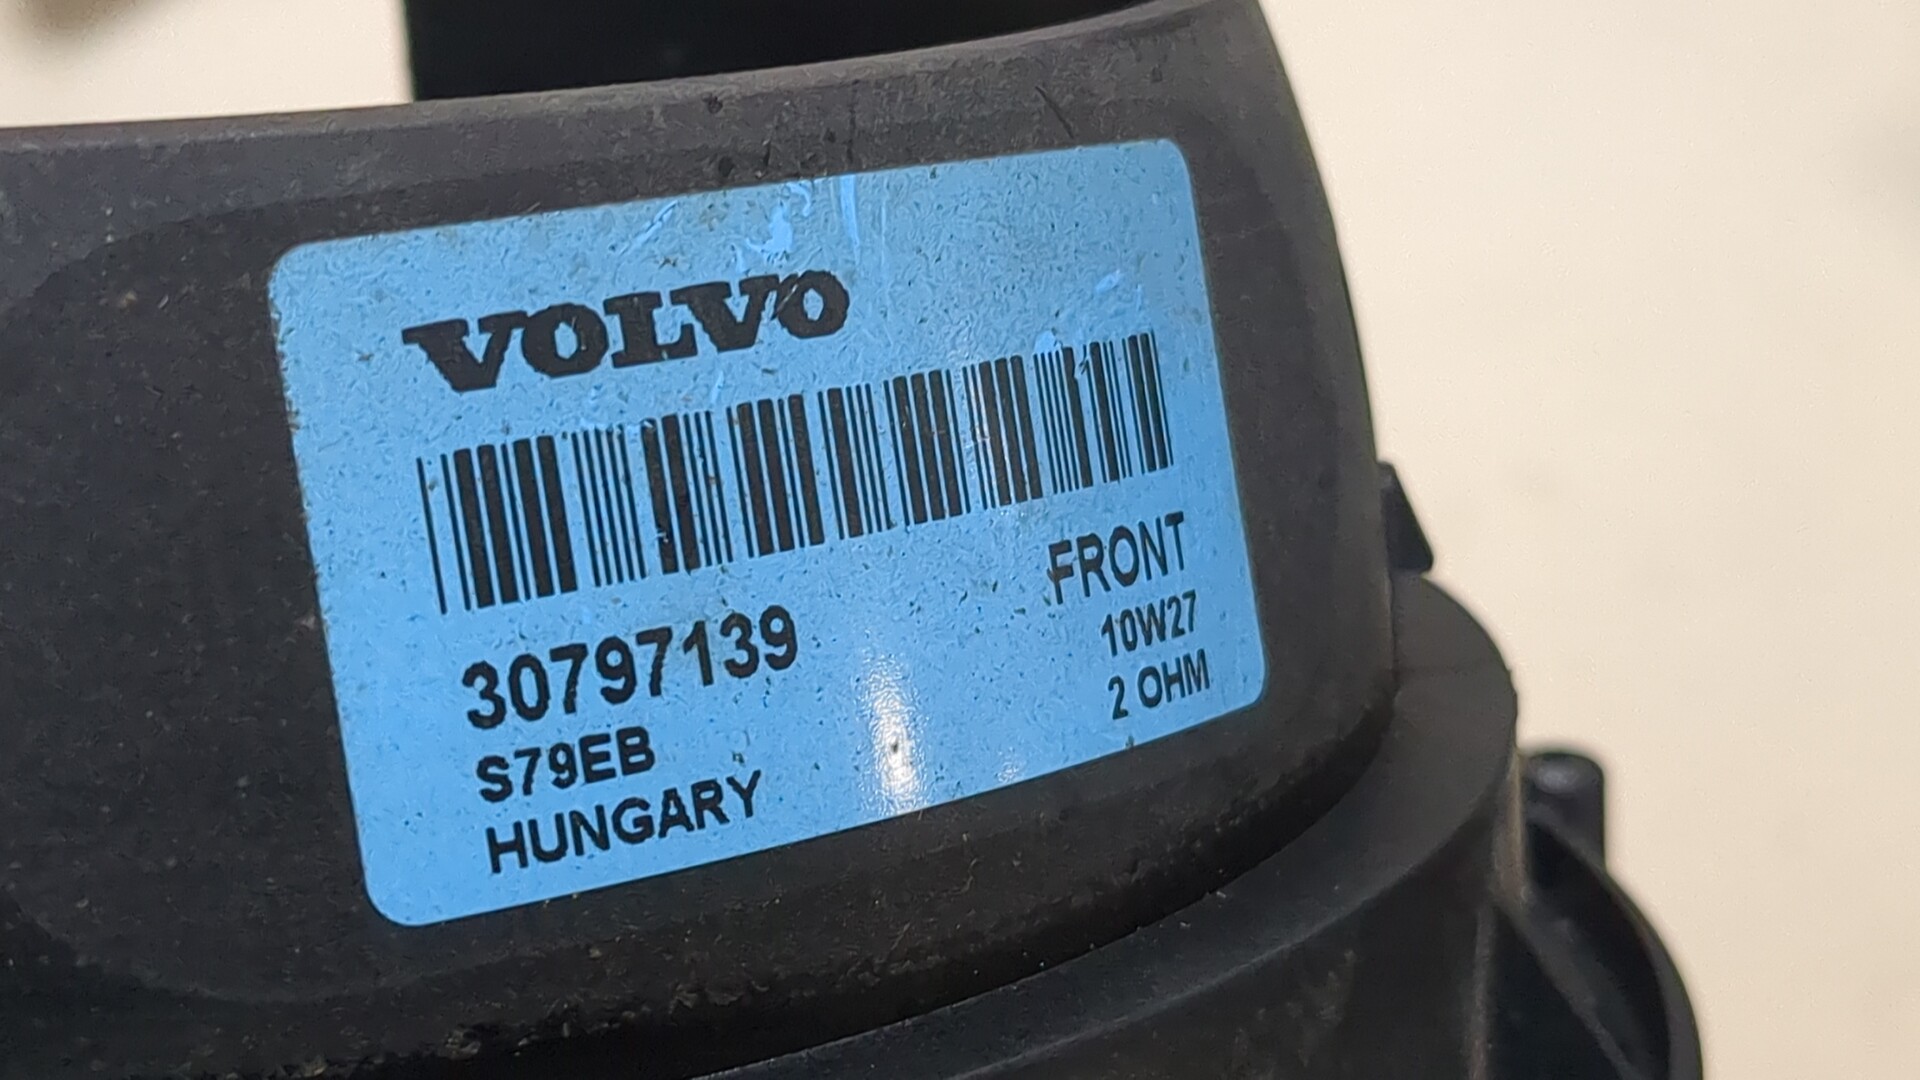 VOLVO
30797139
FRONT
S79EB
10W27
HUNGARY
2 OHM